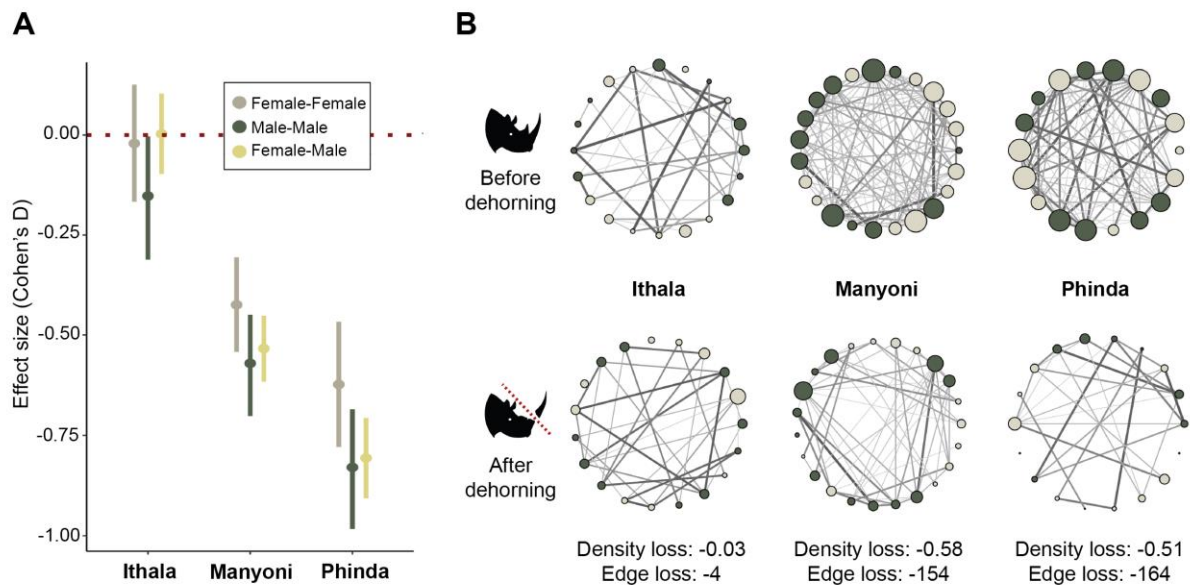 A
Effect size (Cohen's D)
0.00
-0.25
-0.50
-0.75
-1.00
Female-Female
Male-Male
Female-Male
Ithala Manyoni Phinda
B
Before
dehorning
Ithala Manyoni Phinda
After
dehorning
Density loss: -0.03 Density loss: -0.58 Density loss: -0.51
Edge loss: -4 Edge loss: -154 Edge loss: -164